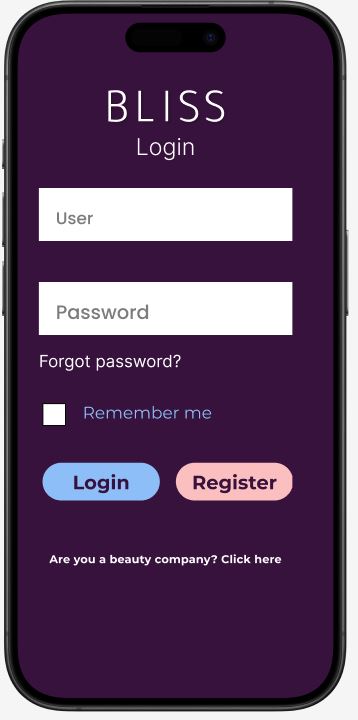 BLISS
Login
User
Password
Forgot password?
Remember me
Login
Register
Are you a beauty company? Click here